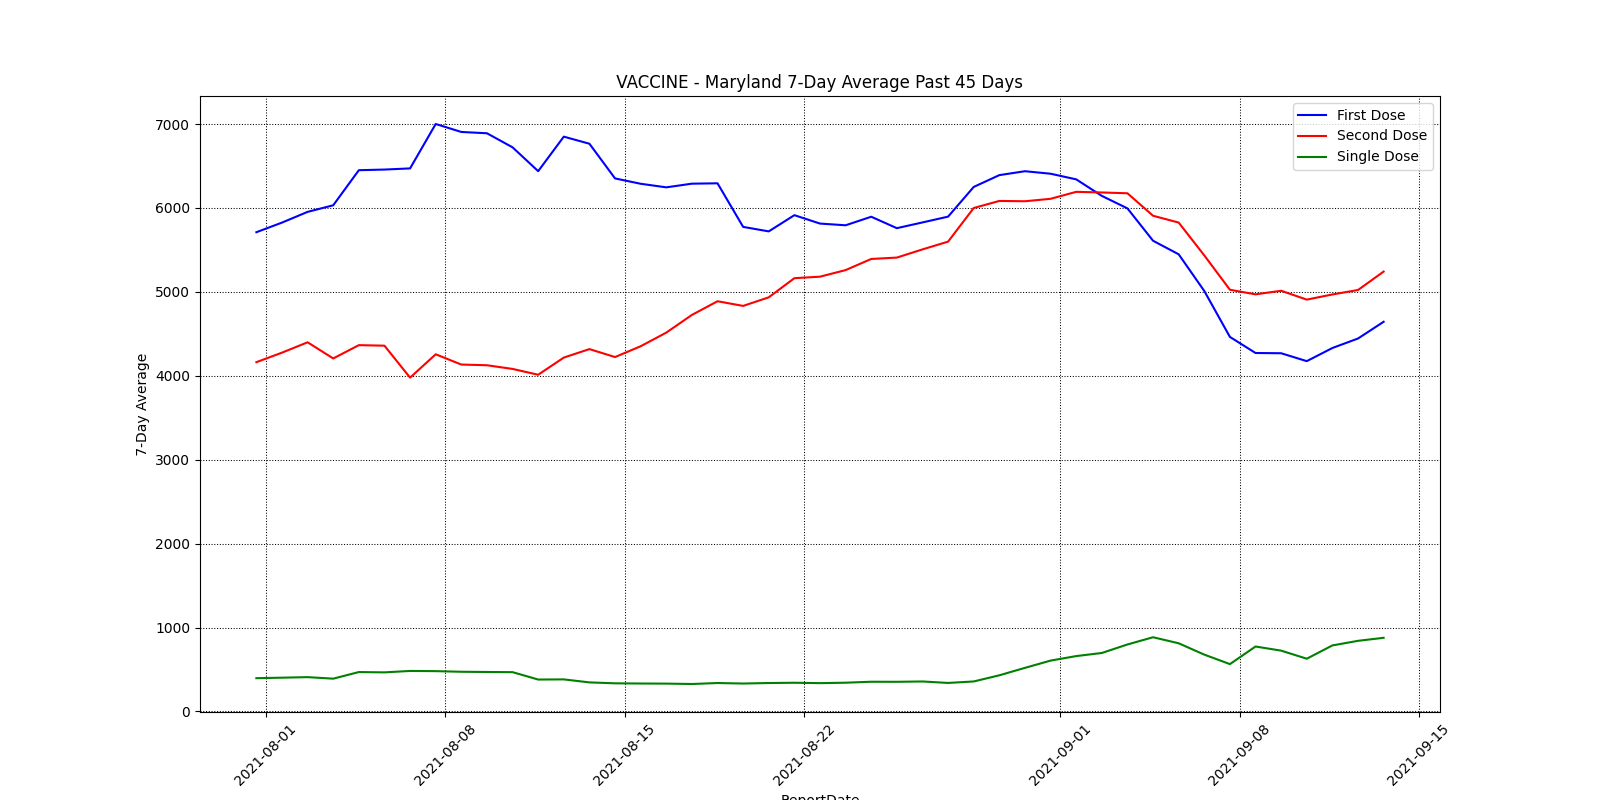 VACCINE - Maryland 7-Day Average Past 45 Days
First Dose
Second Dose
Single Dose
7-Day Average
7000
6000
5000
4000
3000
2000
1000
0
2021-08-01
2021-08-08
2021-08-15
2021-08-22
2021-09-01
2021-09-08
2021-09-15
ReportDate